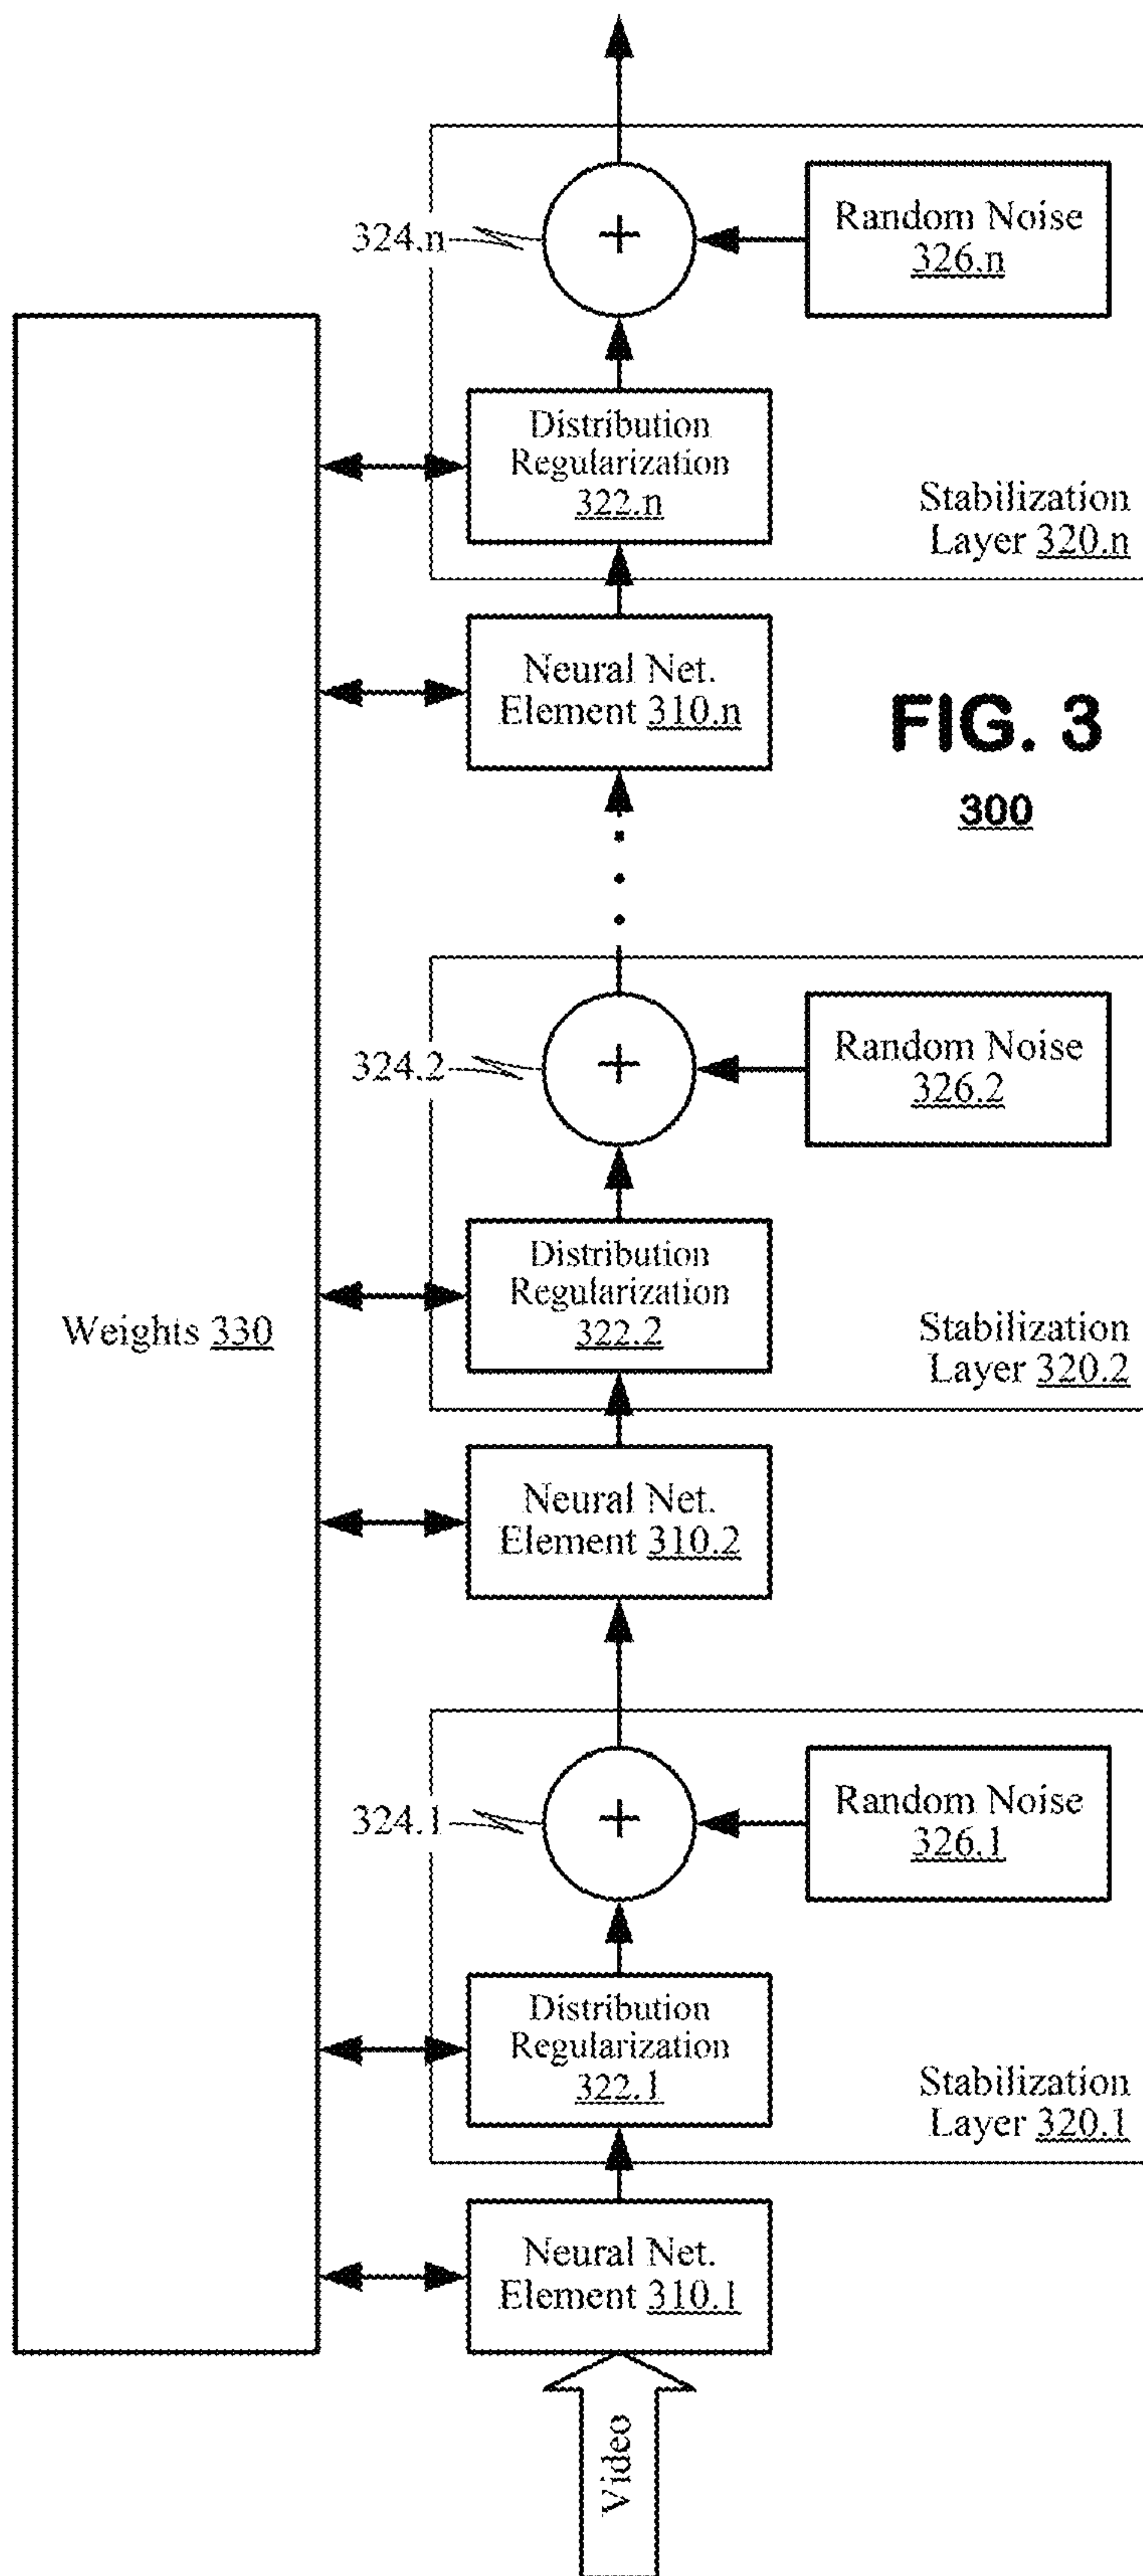 324.n
+
Random Noise
326.n
Distribution
Regularization
322.n
Stabilization
Layer 320.n
Neural Net.
Element 310.n
FIG. 3
300
324.2
+
Random Noise
326.2
Distribution
Regularization
322.2
Weights 330
Stabilization
Layer 320.2
Neural Net.
Element 310.2
324.1
+
Random Noise
326.1
Distribution
Regularization
322.1
Stabilization
Layer 320.1
Neural Net.
Element 310.1
Video